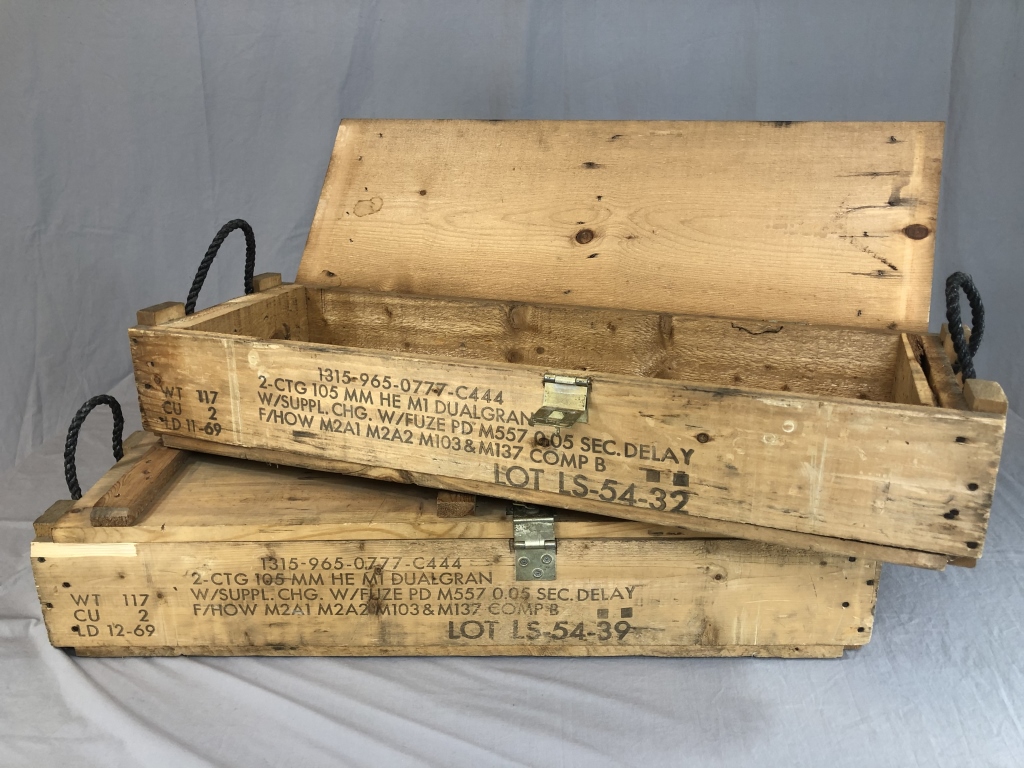 1315-965-0777-C444
2-CTG 105 MM HE M1 DUALGRAN
W/SUPPL. CHG. W/FUZE PD M557 0.05 SEC. DELAY
F/HOW M2A1 M2A2 M103 & M137 COMP B
LOT LS-54-32
WT 117
CU 2
LD 11-69
1315-965-0777-C444
2-CTG 105 MM HE M1 DUALGRAN
W/SUPPL. CHG. W/FUZE PD M557 0.05 SEC. DELAY
F/HOW M2A1 M2A2 M103 & M137 COMP B
LOT LS-54-39
WT 117
CU 2
LD 12-69